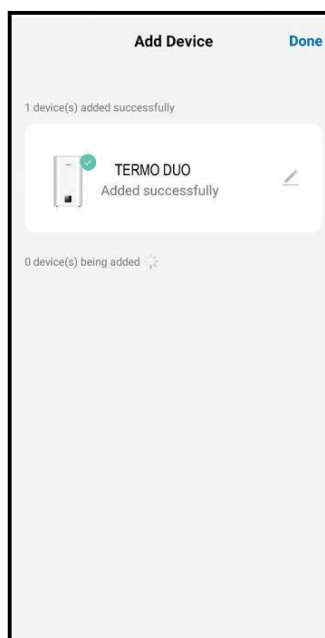 Add Device
Done
1 device(s) added successfully
TERMO DUO
Added successfully
0 device(s) being added